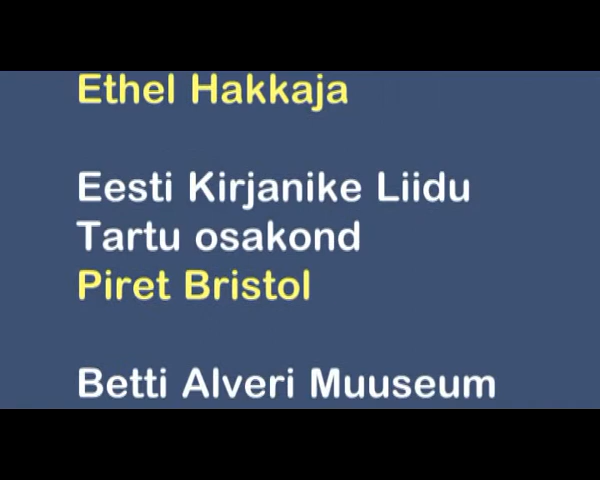 Ethel Hakkaja
Eesti Kirjanike Liidu
Tartu osakond
Piret Bristol
Betti Alveri Muuseum